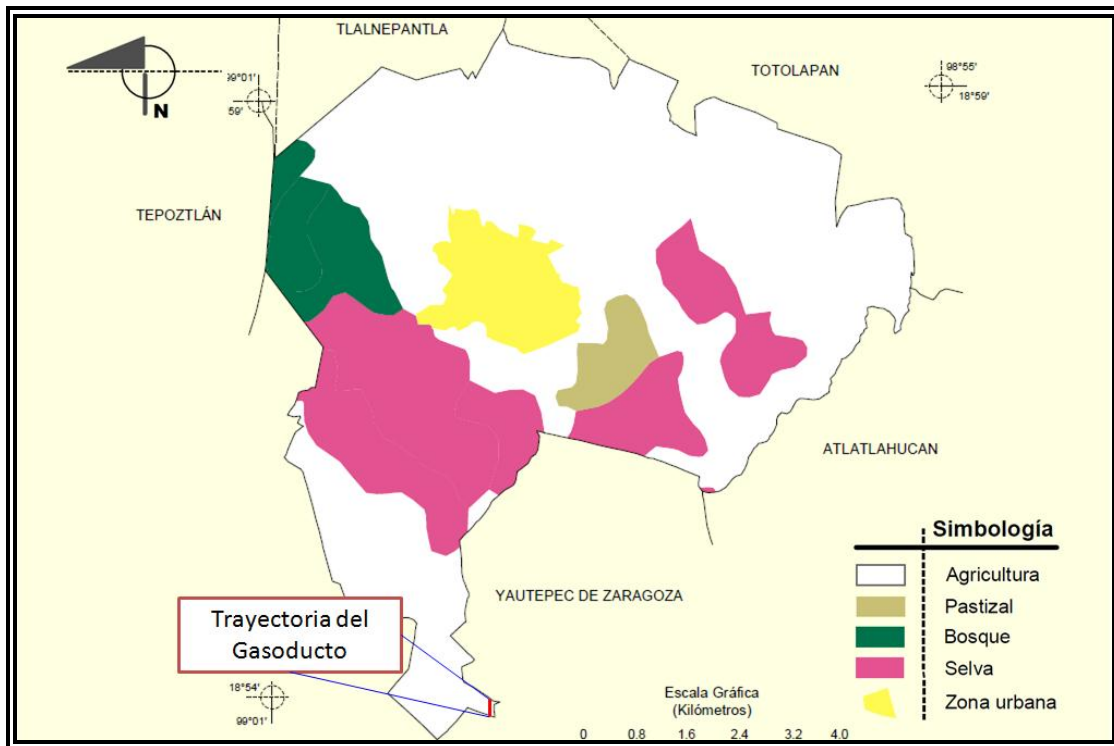 TLALNEPANTLA
TOTOLAPAN
98°55'
18°59'
99°01'
59'
N
TEPOZTLÁN
ATLATLAHUCAN
YAUTEPEC DE ZARAGOZA
Trayectoria del
Gasoducto
18°54'
99°01'
Escala Gráfica
(Kilómetros)
0 0.8 1.6 2.4 3.2 4.0
Simbología
Agricultura
Pastizal
Bosque
Selva
Zona urbana